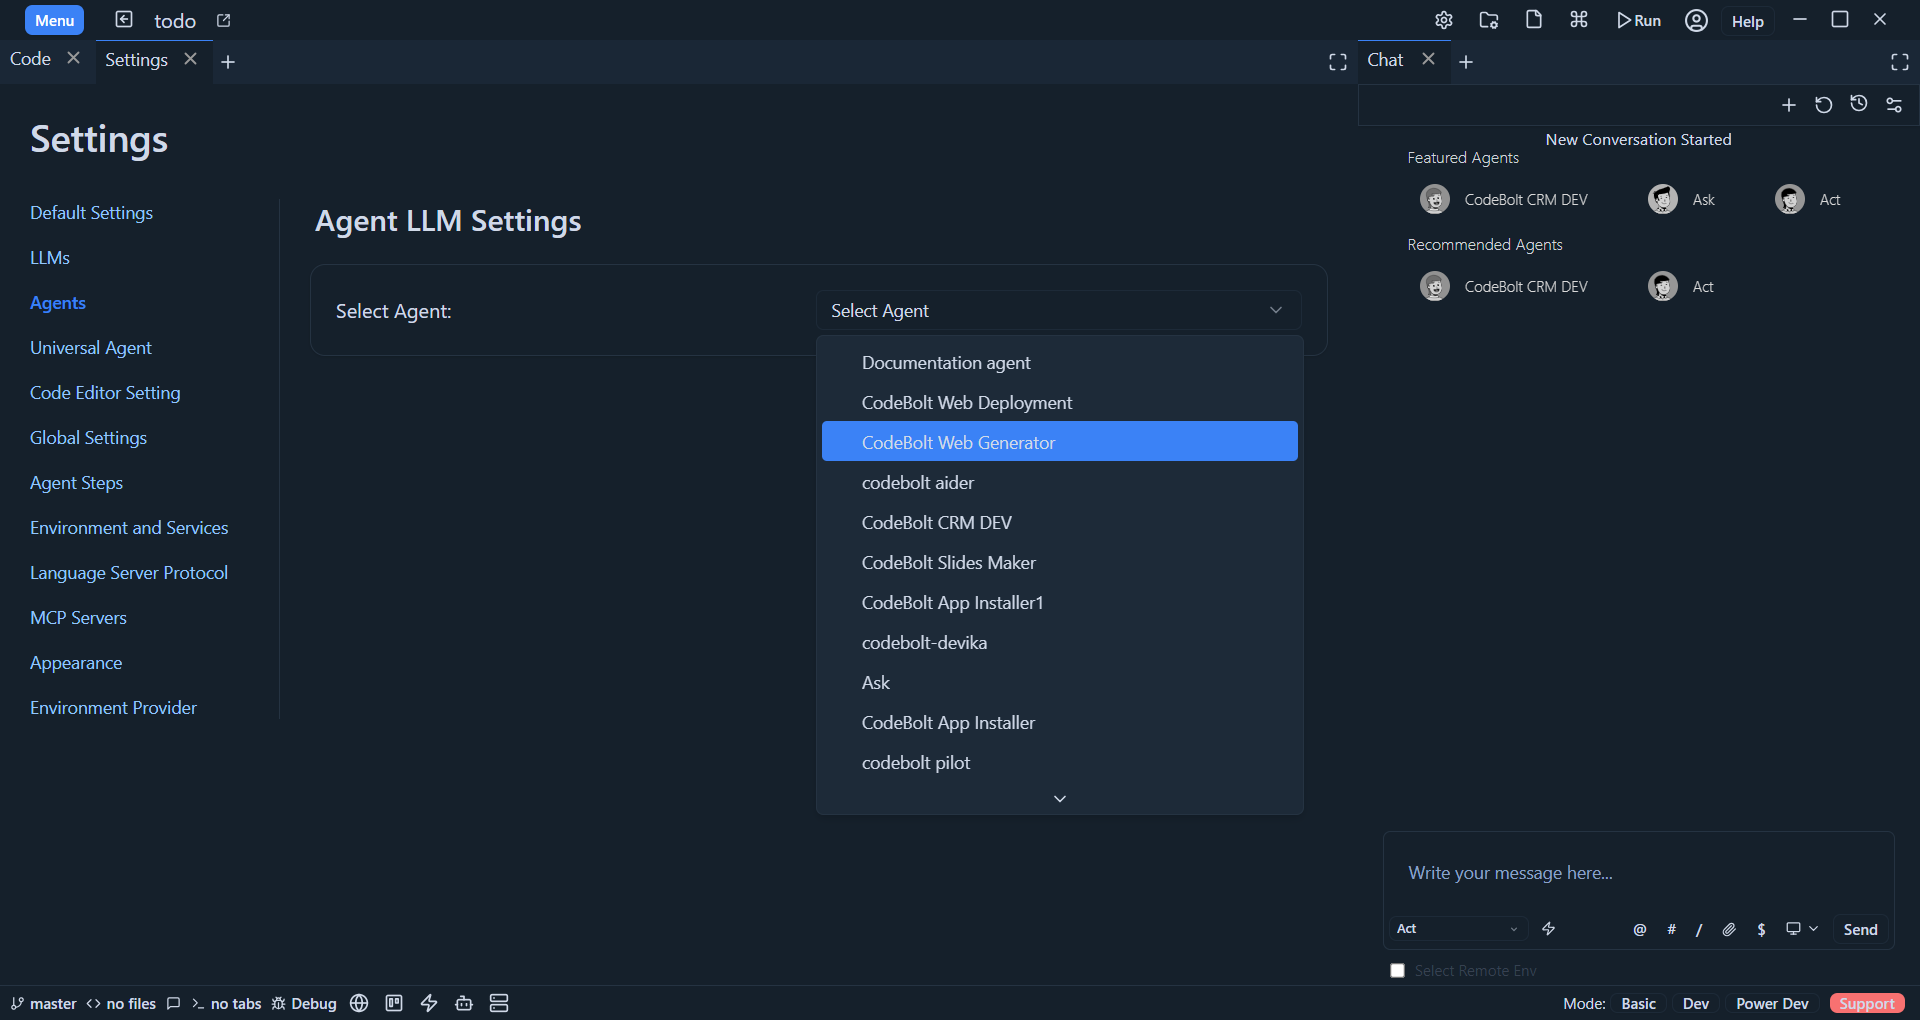 Menu
todo
Run
Help
Code
Settings
Chat
Settings
Default Settings
LLMs
Agents
Universal Agent
Code Editor Setting
Global Settings
Agent Steps
Environment and Services
Language Server Protocol
MCP Servers
Appearance
Environment Provider
Agent LLM Settings
Select Agent:
Select Agent
Documentation agent
CodeBolt Web Deployment
CodeBolt Web Generator
codebolt aider
CodeBolt CRM DEV
CodeBolt Slides Maker
CodeBolt App Installer1
codebolt-devika
Ask
CodeBolt App Installer
codebolt pilot
New Conversation Started
Featured Agents
CodeBolt CRM DEV
Ask
Act
Recommended Agents
CodeBolt CRM DEV
Act
Write your message here...
Act
@ # / $
Send
Select Remote Env
master
<> no files
>_ no tabs
Debug
Mode: Basic Dev Power Dev Support